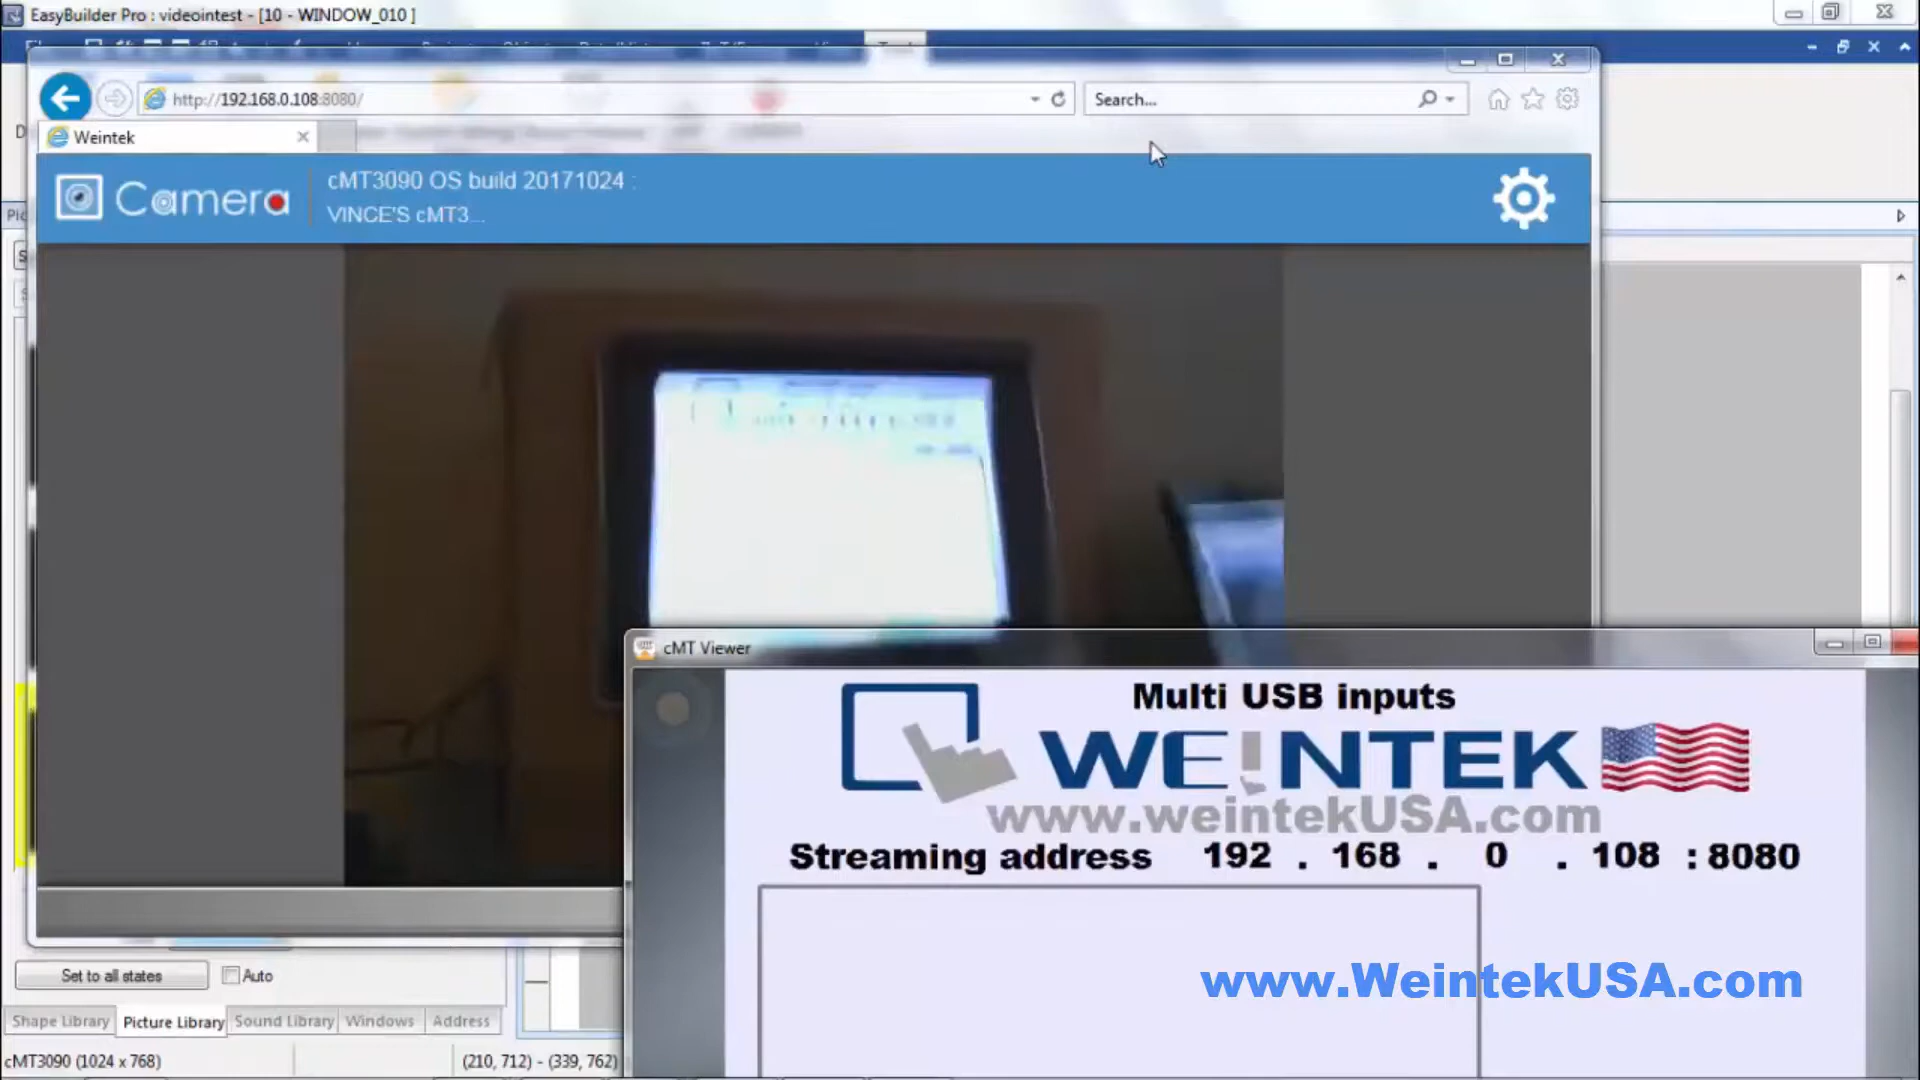 EasyBuilder Pro : videointest - [10 - WINDOW_010 ]
http://192.168.0.108:8080/
Search...
Weintek
Camera
cMT3090 OS build 20171024 :
VINCE'S cMT3...
cMT Viewer
Multi USB inputs
WEINTEK
www.weintekUSA.com
Streaming address 192 . 168 . 0 . 108 : 8080
www.WeintekUSA.com
Set to all states
Auto
Shape Library
Picture Library
Sound Library
Windows
Address
cMT3090 (1024 x 768)
(210, 712) - (339, 762)